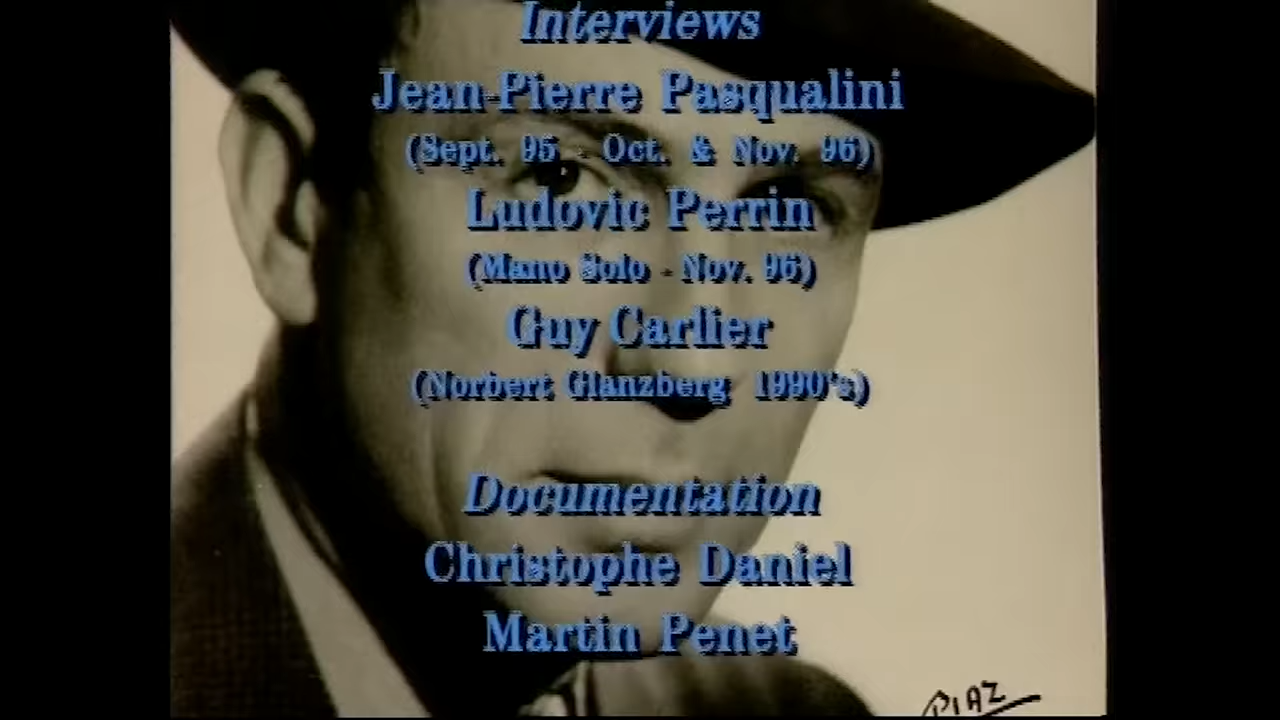 Interviews
Jean-Pierre Pasqualini
(Sept. 95 - Oct. & Nov. 96)
Ludovic Perrin
(Mano Solo - Nov. 96)
Guy Carlier
(Norbert Glanzberg 1990's)
Documentation
Christophe Daniel
Martin Penet
PIAZ